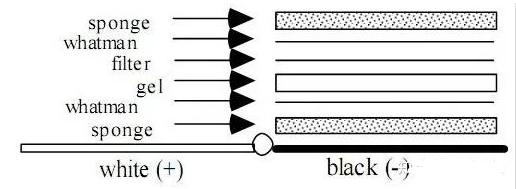 sponge
whatman
filter
gel
whatman
sponge
white (+)
black (-)